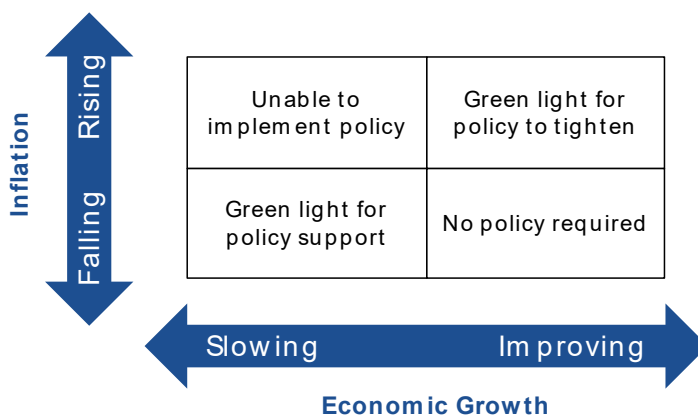 Inflation
Rising
Falling
Unable to
implement policy
Green light for
policy to tighten
Green light for
policy support
No policy required
Slowing
Improving
Economic Growth